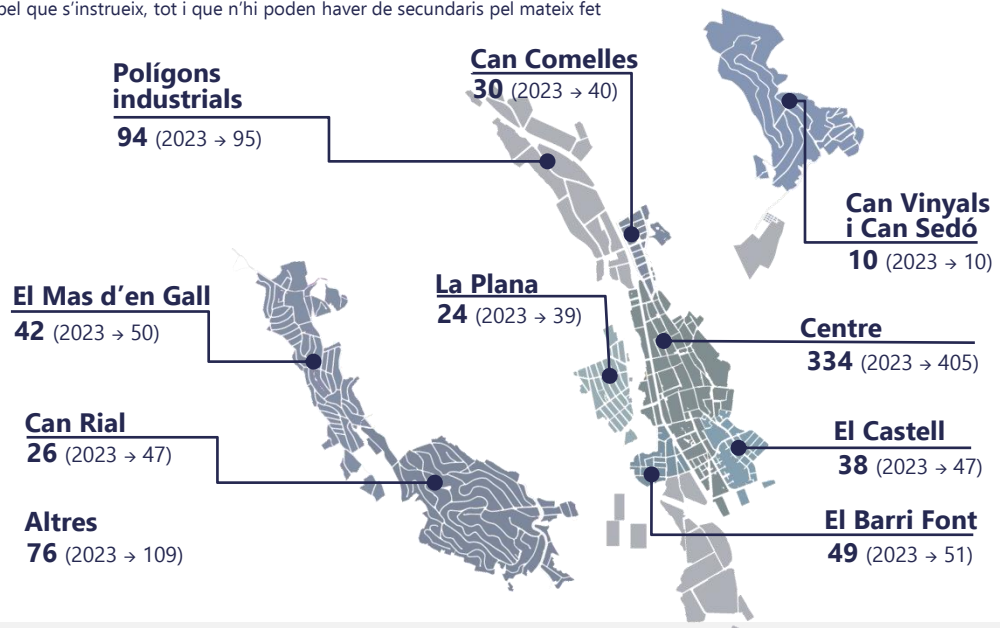 pel que s’instrueix, tot i que n’hi poden haver de secundaris pel mateix fet
Polígons
industrials
94 (2023 → 95)
Can Comelles
30 (2023 → 40)
Can Vinyals
i Can Sedó
10 (2023 → 10)
El Mas d’en Gall
42 (2023 → 50)
La Plana
24 (2023 → 39)
Centre
334 (2023 → 405)
Can Rial
26 (2023 → 47)
El Castell
38 (2023 → 47)
Altres
76 (2023 → 109)
El Barri Font
49 (2023 → 51)